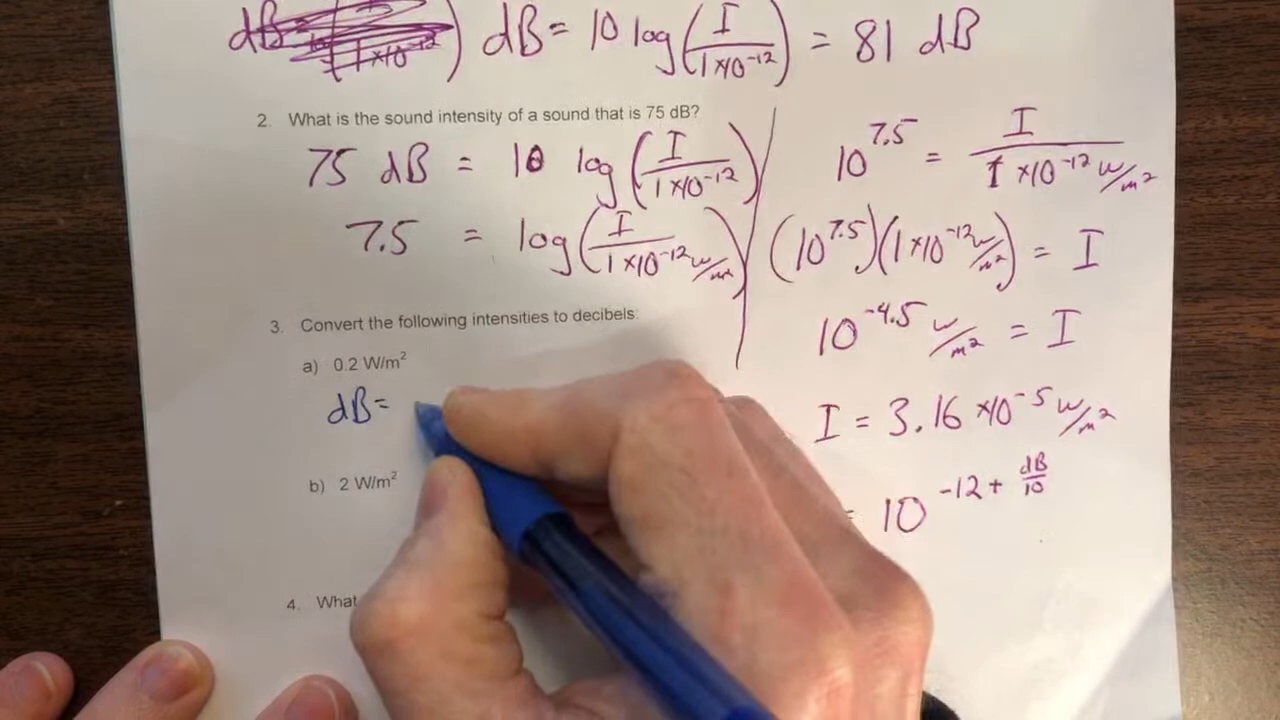 dB dB = 10 log(I / 1×10⁻¹²) = 81 dB
2. What is the sound intensity of a sound that is 75 dB?
75 dB = 10 log(I / 1×10⁻¹²)
7.5 = log(I / 1×10⁻¹² w/m²)
10^7.5 = I / 1×10⁻¹² w/m²
(10^7.5)(1×10⁻¹² w/m²) = I
10^-4.5 w/m² = I
I = 3.16 ×10⁻⁵ w/m²
= 10^(-12 + dB/10)
3. Convert the following intensities to decibels:
a) 0.2 W/m²
dB=
b) 2 W/m²
4. What